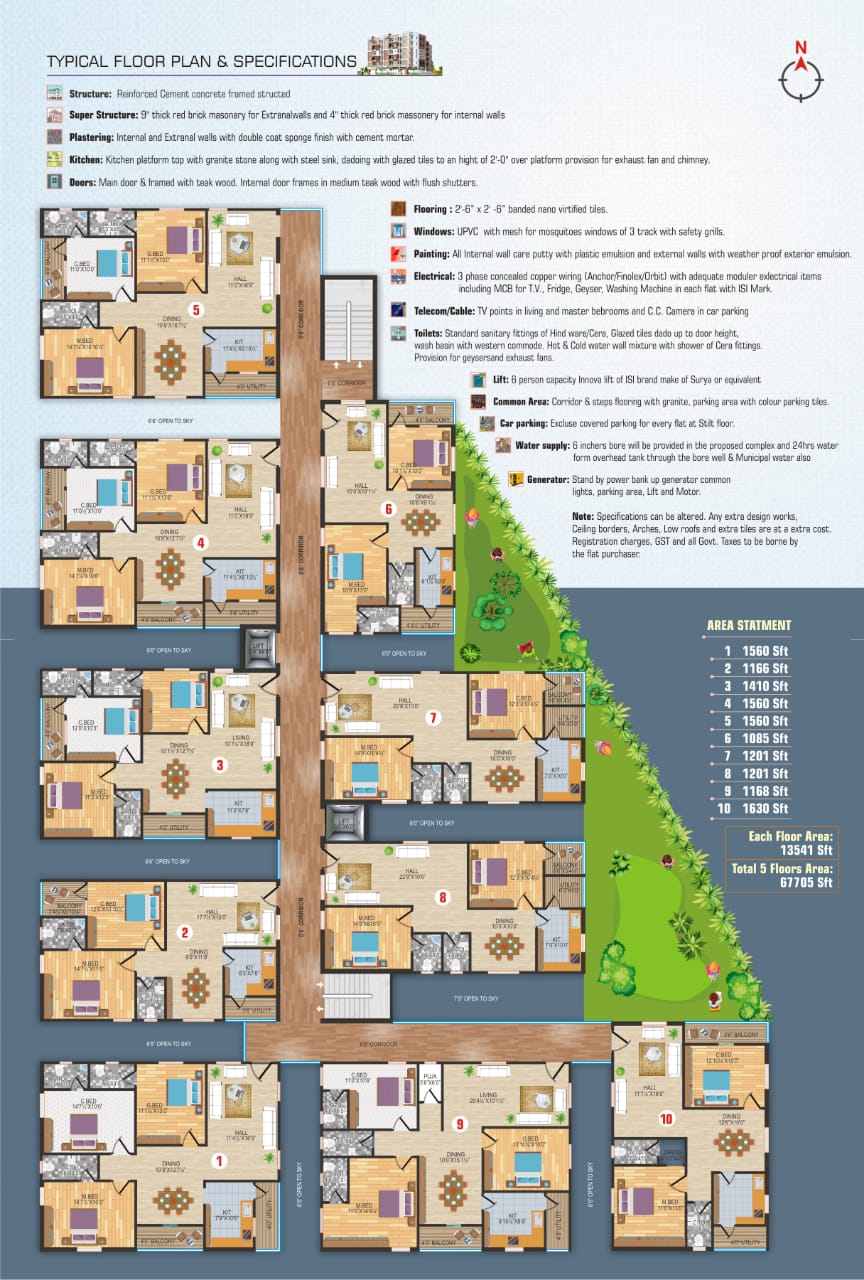 TYPICAL FLOOR PLAN & SPECIFICATIONS
N
Structure: Reinforced Cement concrete framed structed
Super Structure: 9" thick red brick masonary for Extranalwalls and 4" thick red brick massonery for internal walls
Plastering: Internal and Extranal walls with double coat sponge finish with cement mortar.
Kitchen: Kitchen platform top with granite stone along with steel sink, dadoing with glazed tiles to an hight of 2'-0" over platform provision for exhaust fan and chimney.
Doors: Main door & framed with teak wood. Internal door frames in medium teak wood with flush shutters.
Flooring : 2'-6" x 2' -6" banded nano virtified tiles.
Windows: UPVC with mesh for mosquitoes windows of 3 track with safety grills.
Painting: All Internal wall care putty with plastic emulsion and external walls with weather proof exterior emulsion.
Electrical: 3 phase concealed copper wiring (Anchor/Finolex/Orbit) with adequate moduler exlectrical items
including MCB for T.V., Fridge, Geyser, Washing Machine in each flat with ISI Mark.
Telecom/Cable: TV points in living and master bebrooms and C.C. Camera in car parking
Toilets: Standard sanitary fittings of Hind ware/Cera, Glazed tiles dado up to door height,
wash basin with western commode. Hot & Cold water wall mixture with shower of Cera fittings.
Provision for geysersand exhaust fans.
Lift: 6 person capacity Innova lift of ISI brand make of Surya or equivalent
Common Area: Corridor & steps flooring with granite, parking area with colour parking tiles.
Car parking: Excluse covered parking for every flat at Stilt floor.
Water supply: 6 inchers bore will be provided in the proposed complex and 24hrs water
form overhead tank through the bore well & Municipal water also
Generator: Stand by power bank up generator common
lights, parking area, Lift and Motor.
Note: Specifications can be altered. Any extra design works,
Ceiling borders, Arches, Low roofs and extra tiles are at a extra cost.
Registration charges, GST and all Govt. Taxes to be borne by
the flat purchaser.
C.BED
G.BED
HALL
5
DINING
M.BED
KIT
4'0 UTILITY
CORRIDOR
CORRIDOR
6'6" OPEN TO SKY
C.BED
G.BED
HALL
4
DINING
M.BED
KIT
4'0 BALCONY
UTILITY
CORRIDOR
HALL
BALCONY
C.BED
6
DINING
M.BED
KIT
UTILITY
6'0" OPEN TO SKY
LIFT
6'0" OPEN TO SKY
C.BED
LIVING
3
DINING
M.BED
KIT
UTILITY
HALL
7
C.BED
BALCONY
UTILITY
M.BED
DINING
KIT
LIFT
6'0" OPEN TO SKY
OPEN TO SKY
HALL
8
C.BED
BALCONY
UTILITY
M.BED
DINING
KIT
C.BED
BALCONY
HALL
2
DINING
M.BED
KIT
UTILITY
CORRIDOR
7'9" OPEN TO SKY
OPEN TO SKY
CORRIDOR
C.BED
G.BED
HALL
1
DINING
M.BED
KIT
BALCONY
4'0" UTILITY
OPEN TO SKY
C.BED
PUJA
LIVING
9
G.BED
DINING
M.BED
KIT
BALCONY
UTILITY
OPEN TO SKY
BALCONY
C.BED
HALL
10
DINING
DRESS
M.BED
KIT
UTILITY
AREA STATMENT
1 1560 Sft
2 1166 Sft
3 1410 Sft
4 1560 Sft
5 1560 Sft
6 1085 Sft
7 1201 Sft
8 1201 Sft
9 1168 Sft
10 1630 Sft
Each Floor Area:
13541 Sft
Total 5 Floors Area:
67705 Sft